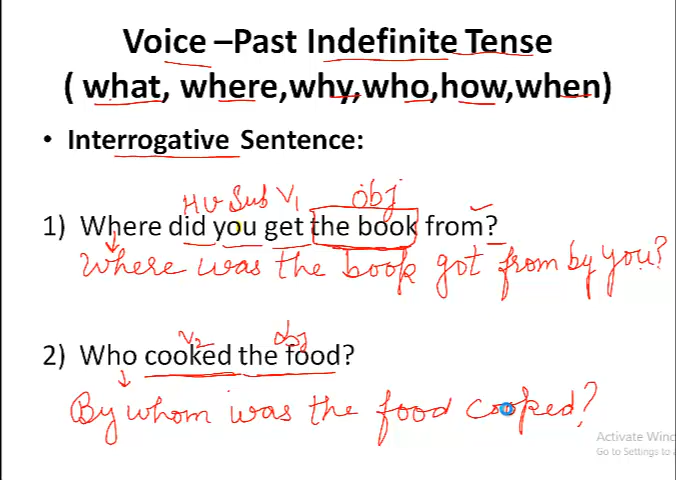 Voice –Past Indefinite Tense
( what, where,why,who,how,when)
• Interrogative Sentence:
HV Sub V1 obj
1) Where did you get the book from?
Where was the book got from by you?
V2 obj
2) Who cooked the food?
By whom was the food cooked?
Activate Wind
Go to Settings to a